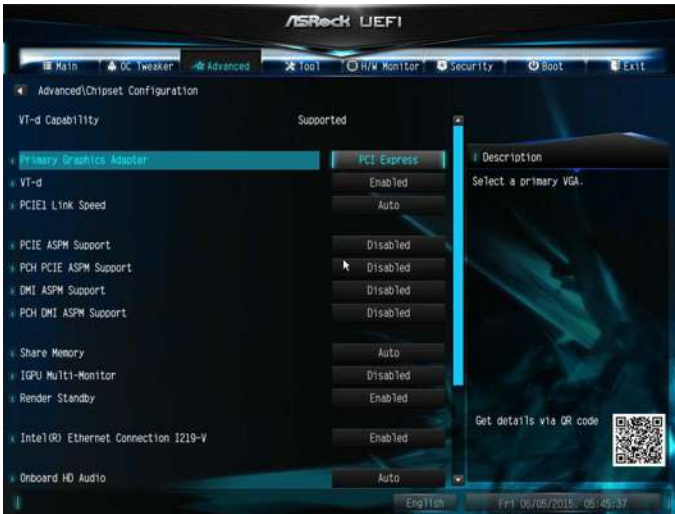 ASRock UEFI
Main OC Tweaker Advanced Tool H/W Monitor Security Boot Exit
Advanced\Chipset Configuration
VT-d Capability Supported
Primary Graphics Adapter PCI Express
VT-d Enabled
PCIE1 Link Speed Auto
PCIE ASPM Support Disabled
PCH PCIE ASPM Support Disabled
DMI ASPM Support Disabled
PCH DMI ASPM Support Disabled
Share Memory Auto
IGPU Multi-Monitor Disabled
Render Standby Enabled
Intel(R) Ethernet Connection I219-V Enabled
Onboard HD Audio Auto
Description
Select a primary VGA.
Get details via QR code
English Fri 06/05/2015, 05:45:37